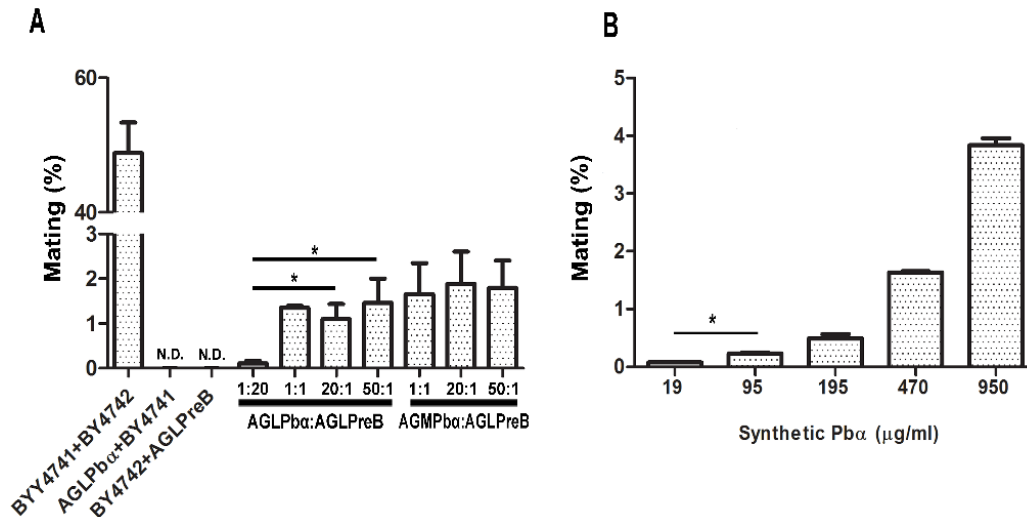 A
Mating (%)
60
40
3
2
1
0
N.D.
N.D.
*
*
BYY4741+BY4742
AGLPbα+BY4741
BY4742+AGLPreB
1:20 1:1 20:1 50:1
AGLPbα:AGLPreB
1:1 20:1 50:1
AGMPbα:AGLPreB
B
Mating (%)
5
4
3
2
1
0
*
19 95 195 470 950
Synthetic Pbα (μg/ml)